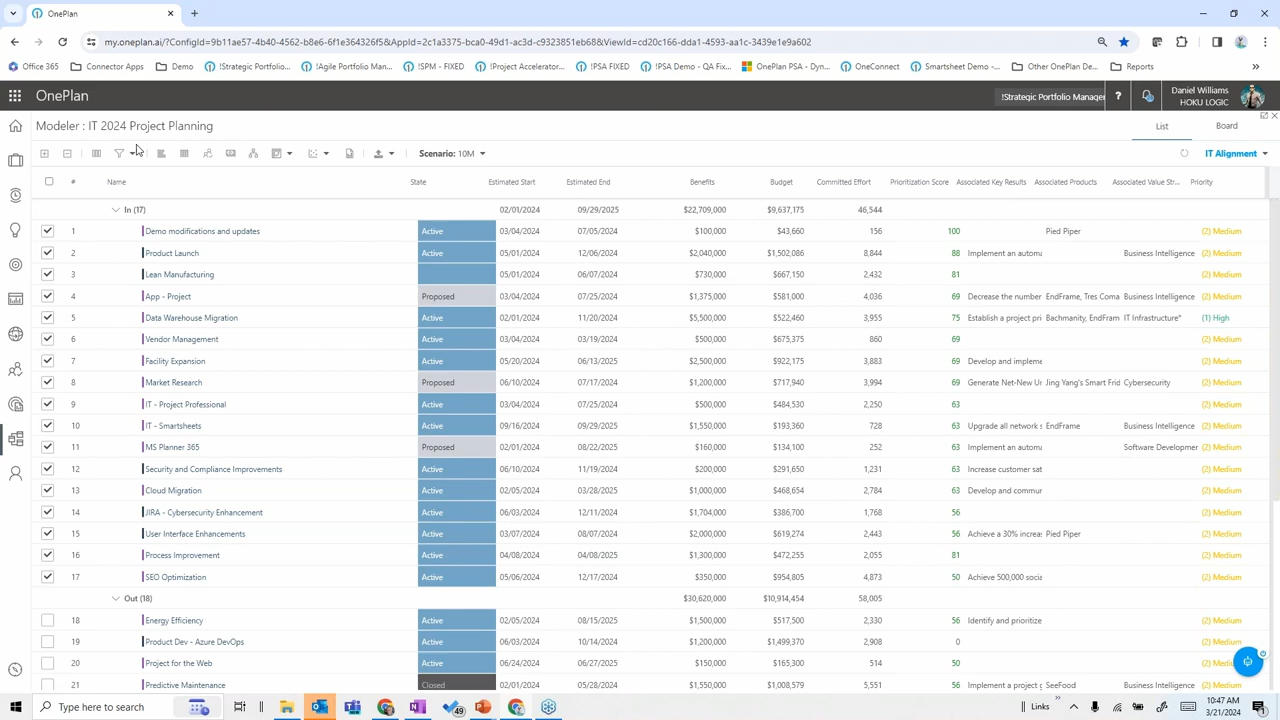 OnePlan
my.oneplan.ai/?ConfigId=9b11ae57-4b40-4562-b8e6-6f1e364326f5&AppId=2c1a3375-bca0-49d1-ac3d-c9323851eb68&ViewId=cd20c166-dda1-4593-aa1c-3439e1e9a602
Office 365 Connector Apps Demo !Strategic Portfolio... !Agile Portfolio Man... !SPM - FIXED !Project Accelerator... !PSA FIXED !PSA Demo - QA Fix... OnePlan PSA - Dyn... OneConnect Smartsheet Demo -... Other OnePlan De... Reports
OnePlan !Strategic Portfolio Manager ? Daniel Williams
HOKU LOGIC
Modeler : IT 2024 Project Planning List Board
Scenario: 10M IT Alignment
# Name State Estimated Start Estimated End Benefits Budget Committed Effort Prioritization Score Associated Key Results Associated Products Associated Value Str... Priority
In (17) 02/01/2024 09/29/2025 $22,709,000 $9,637,175 46,544
1 Demo modifications and updates Active 03/04/2024 07/05/2024 $100,000 $43,660 156 100 Pied Piper (2) Medium
2 Product Launch Active 05/01/2024 12/06/2024 $2,040,000 $1,502,086 8,844 88 Implement an automa Business Intelligence (2) Medium
3 Lean Manufacturing 05/01/2024 06/07/2024 $730,000 $667,150 2,432 81 (2) Medium
4 App - Project Proposed 03/04/2024 07/25/2024 $1,375,000 $581,000 4,036 69 Decrease the number EndFrame, Tres Coma Business Intelligence (2) Medium
5 Data Warehouse Migration Active 02/01/2024 11/20/2024 $5,500,000 $522,460 3,955 75 Establish a project pri Bachmanity, EndFram IT Infrastructure* (1) High
6 Vendor Management Active 03/04/2024 03/19/2024 $500,000 $675,375 860 69 (2) Medium
7 Facility Expansion Active 05/20/2024 06/13/2025 $2,500,000 $922,175 3,883 69 Develop and impleme (2) Medium
8 Market Research Proposed 06/10/2024 07/17/2024 $1,200,000 $717,940 3,994 69 Generate Net-New Ur Jing Yang's Smart Frid Cybersecurity (2) Medium
9 IT - Project Professional Active 03/04/2024 07/25/2024 $500,000 $484,530 2,250 63 (2) Medium
10 IT - Smartsheets Active 09/16/2024 09/29/2025 $1,550,000 $193,360 728 63 Upgrade all network s EndFrame Business Intelligence (2) Medium
11 MS Planner 365 Proposed 02/01/2024 08/22/2025 $160,000 $134,100 252 63 Implement an automa Software Developmer (2) Medium
12 Security and Compliance Improvements Active 06/10/2024 11/19/2024 $200,000 $291,650 1,231 63 Increase customer sat (2) Medium
13 Cloud Migration Active 02/05/2024 03/28/2025 $1,000,000 $468,654 2,784 63 Develop and commur (2) Medium
14 JIRA - Cybersecurity Enhancement Active 06/03/2024 12/11/2024 $1,704,000 $386,700 1,768 56 (2) Medium
15 User Interface Enhancements Active 03/07/2024 08/07/2024 $2,000,000 $619,274 2,443 56 Achieve a 30% increa: Pied Piper (2) Medium
16 Process Improvement Active 04/08/2024 04/08/2025 $1,300,000 $472,255 2,055 81 (2) Medium
17 SEO Optimization Active 05/06/2024 12/17/2024 $350,000 $954,805 4,873 50 Achieve 500,000 socia (2) Medium
Out (18) $30,620,000 $10,914,454 58,005
18 Energy Efficiency Active 02/05/2024 08/15/2025 $1,500,000 $517,500 2,330 56 Identify and prioritize (2) Medium
19 Product Dev - Azure DevOps Active 06/03/2024 10/14/2024 $1,200,000 $1,499,370 2,908 0 (2) Medium
20 Project for the Web Active 06/24/2024 06/27/2025 $150,000 $165,300 514 50 (2) Medium
21 Predictive Maintenance Closed 02/01/2024 05/28/2024 $1,550,000 $1,008,579 5,551 56 Implement a project g SeeFood (2) Medium
Type here to search 49 Links 10:47 AM
3/21/2024